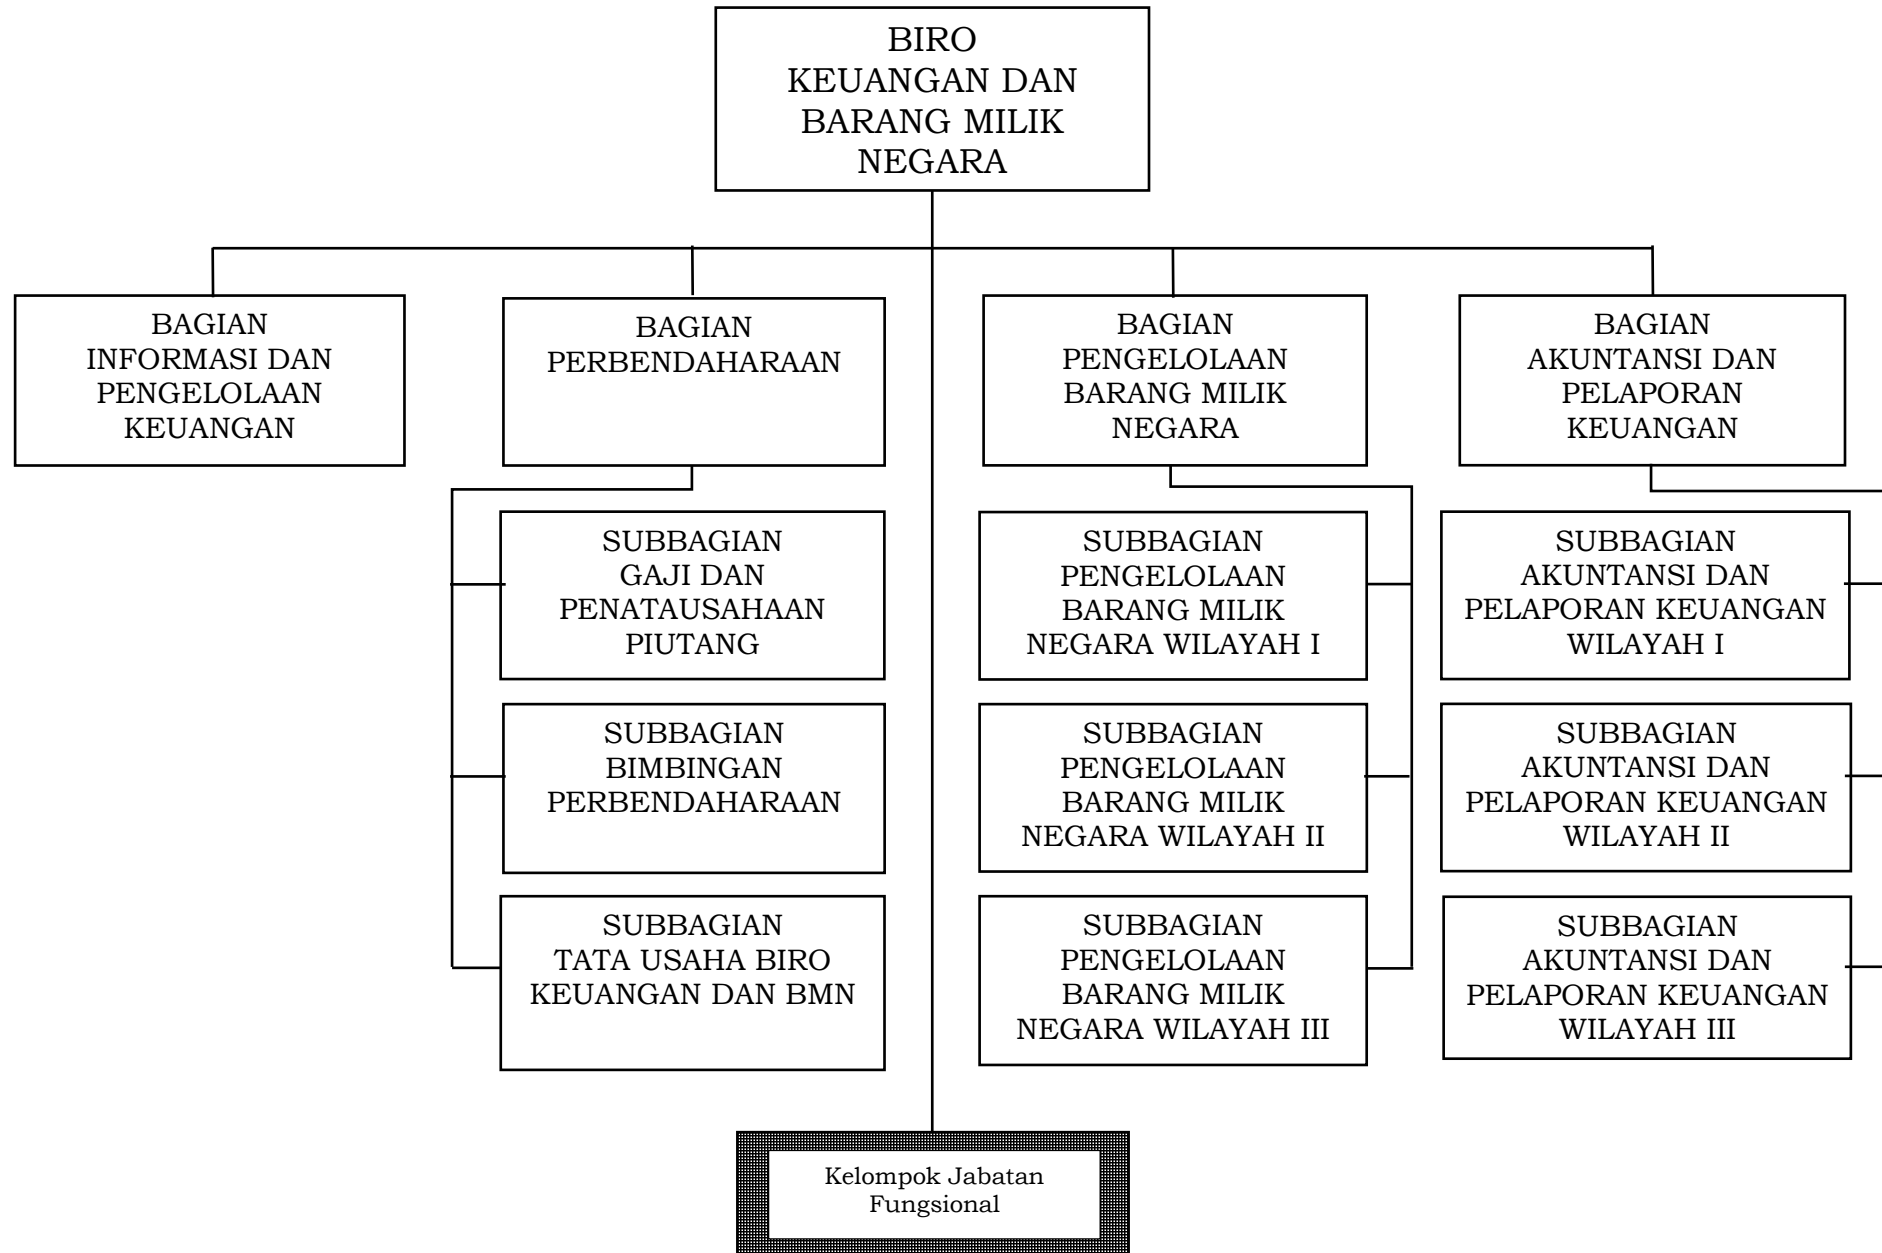 BIRO
KEUANGAN DAN
BARANG MILIK
NEGARA
BAGIAN
INFORMASI DAN
PENGELOLAAN
KEUANGAN
BAGIAN
PERBENDAHARAAN
BAGIAN
PENGELOLAAN
BARANG MILIK
NEGARA
BAGIAN
AKUNTANSI DAN
PELAPORAN
KEUANGAN
SUBBAGIAN
GAJI DAN
PENATAUSAHAAN
PIUTANG
SUBBAGIAN
PENGELOLAAN
BARANG MILIK
NEGARA WILAYAH I
SUBBAGIAN
AKUNTANSI DAN
PELAPORAN KEUANGAN
WILAYAH I
SUBBAGIAN
BIMBINGAN
PERBENDAHARAAN
SUBBAGIAN
PENGELOLAAN
BARANG MILIK
NEGARA WILAYAH II
SUBBAGIAN
AKUNTANSI DAN
PELAPORAN KEUANGAN
WILAYAH II
SUBBAGIAN
TATA USAHA BIRO
KEUANGAN DAN BMN
SUBBAGIAN
PENGELOLAAN
BARANG MILIK
NEGARA WILAYAH III
SUBBAGIAN
AKUNTANSI DAN
PELAPORAN KEUANGAN
WILAYAH III
Kelompok Jabatan
Fungsional